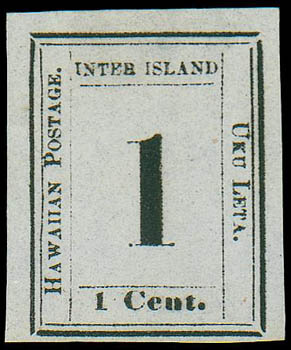 INTER ISLAND
HAWAIIAN POSTAGE.
1
UKU LETA.
1 Cent.